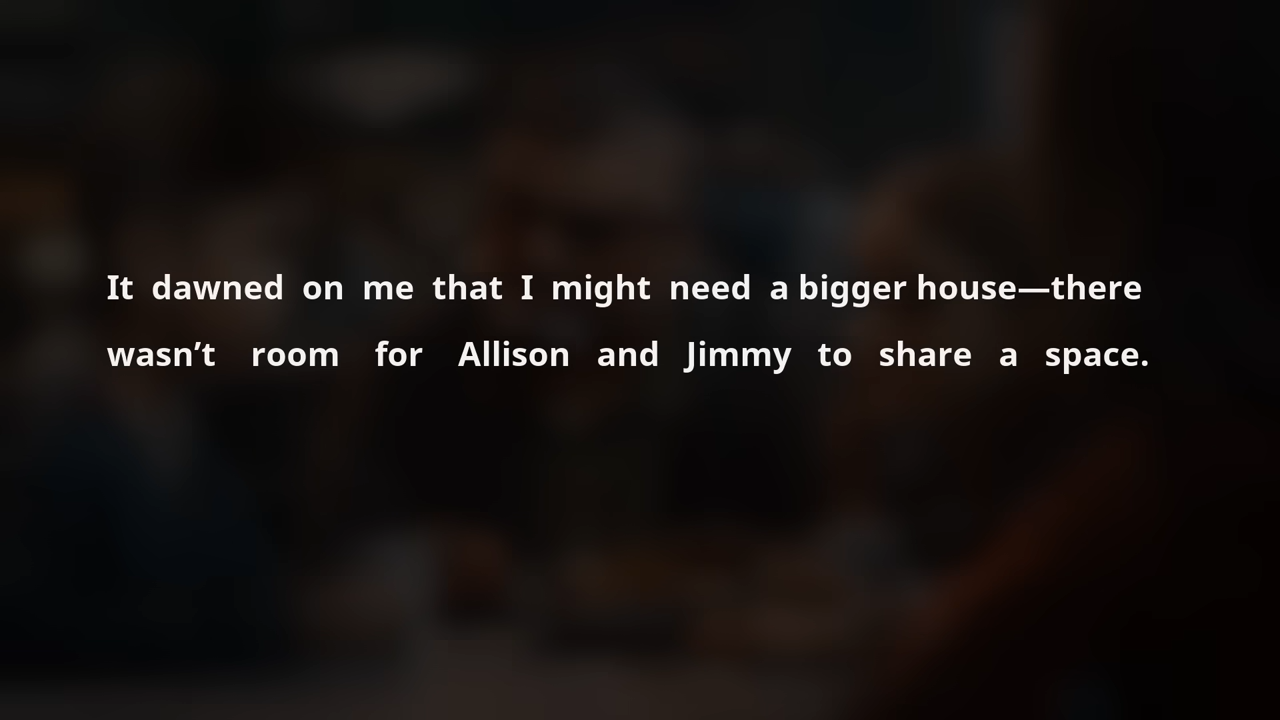 It dawned on me that I might need a bigger house—there
wasn’t room for Allison and Jimmy to share a space.